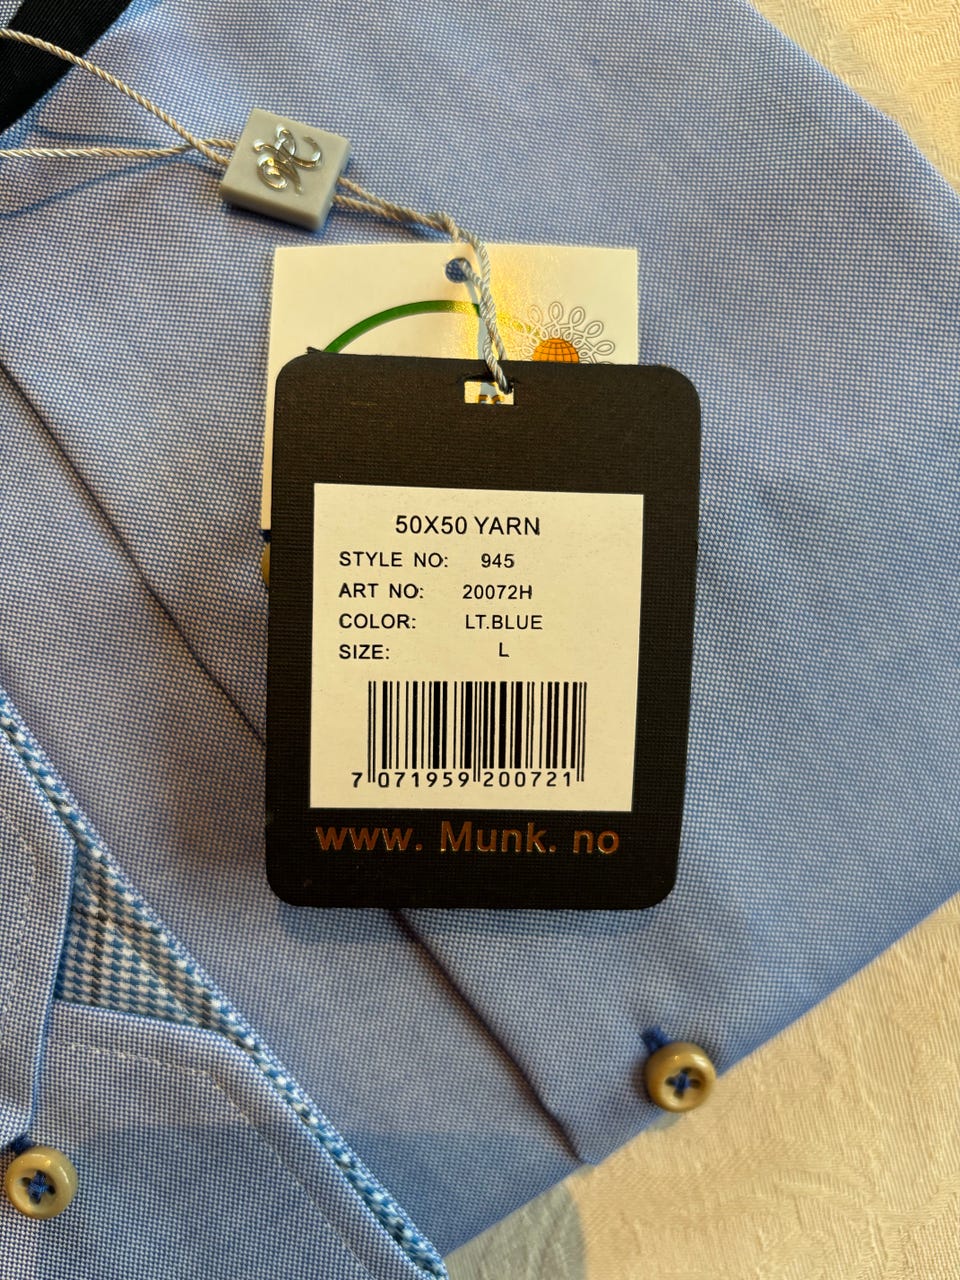 50X50 YARN
STYLE NO: 945
ART NO: 20072H
COLOR: LT.BLUE
SIZE: L
7 071959 200721
www. Munk. no